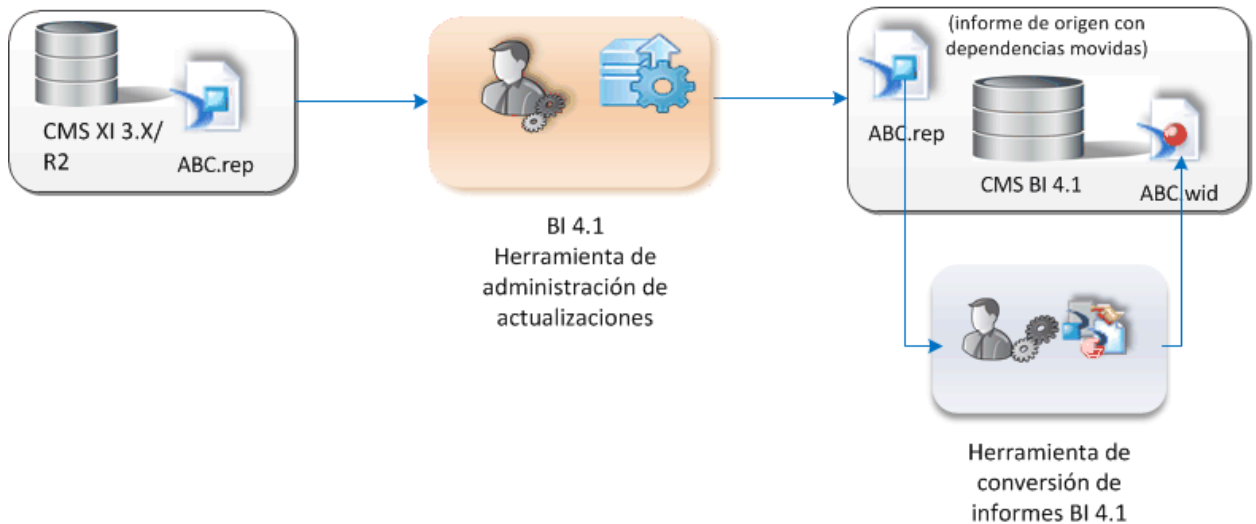 CMS XI 3.X/
R2
ABC.rep
BI 4.1
Herramienta de
administración de
actualizaciones
(informe de origen con
dependencias movidas)
ABC.rep
CMS BI 4.1
ABC.wid
Herramienta de
conversión de
informes BI 4.1